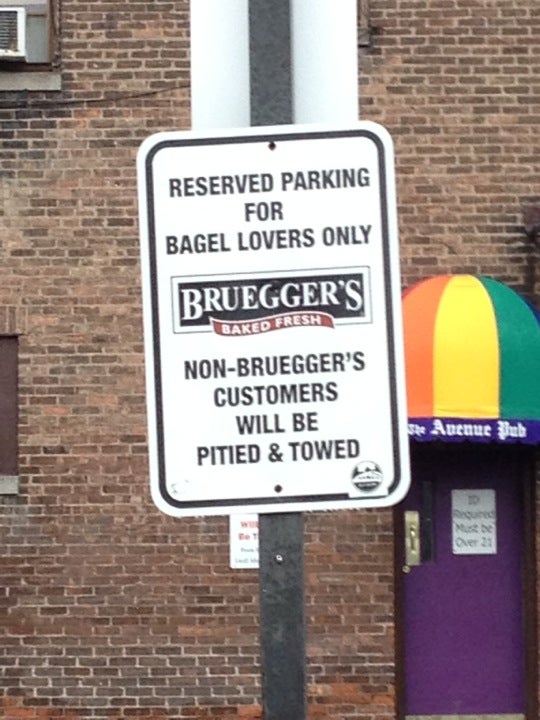 RESERVED PARKING
FOR
BAGEL LOVERS ONLY
BRUEGGER'S
BAKED FRESH
NON-BRUEGGER'S
CUSTOMERS
WILL BE
PITIED & TOWED
Avenue Pub
ID
Required
Must be
Over 21